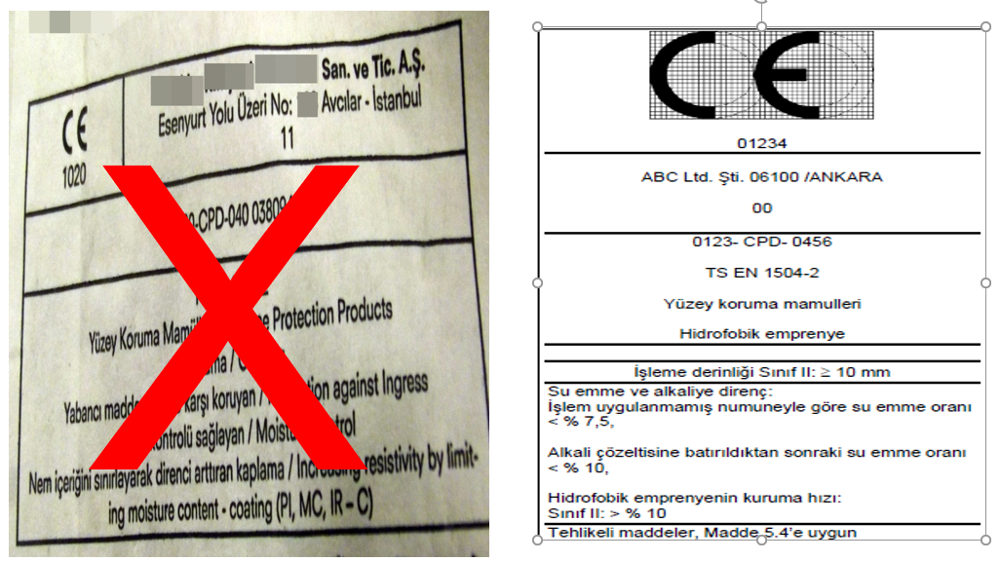 San. ve Tic. A.Ş.
Esenyurt Yolu Üzeri No: Avcılar - İstanbul
11
CE
1020
-CPD-040
Yüzey Koruma Protection Products
Yabancı karşı koruyan / against Ingress
sağlayan /
Nem içeriğini sınırlayarak direnci arttıran kaplama / Increasing resistivity by limit-
ing moisture content - coating (PI, MC, IR – C)
CE
01234
ABC Ltd. Şti. 06100 /ANKARA
00
0123- CPD- 0456
TS EN 1504-2
Yüzey koruma mamulleri
Hidrofobik emprenye
İşleme derinliği Sınıf II: ≥ 10 mm
Su emme ve alkaliye direnç:
İşlem uygulanmamış numuneyle göre su emme oranı
< % 7,5,
Alkali çözeltisine batırıldıktan sonraki su emme oranı
< % 10,
Hidrofobik emprenyenin kuruma hızı:
Sınıf II: > % 10
Tehlikeli maddeler, Madde 5.4'e uygun